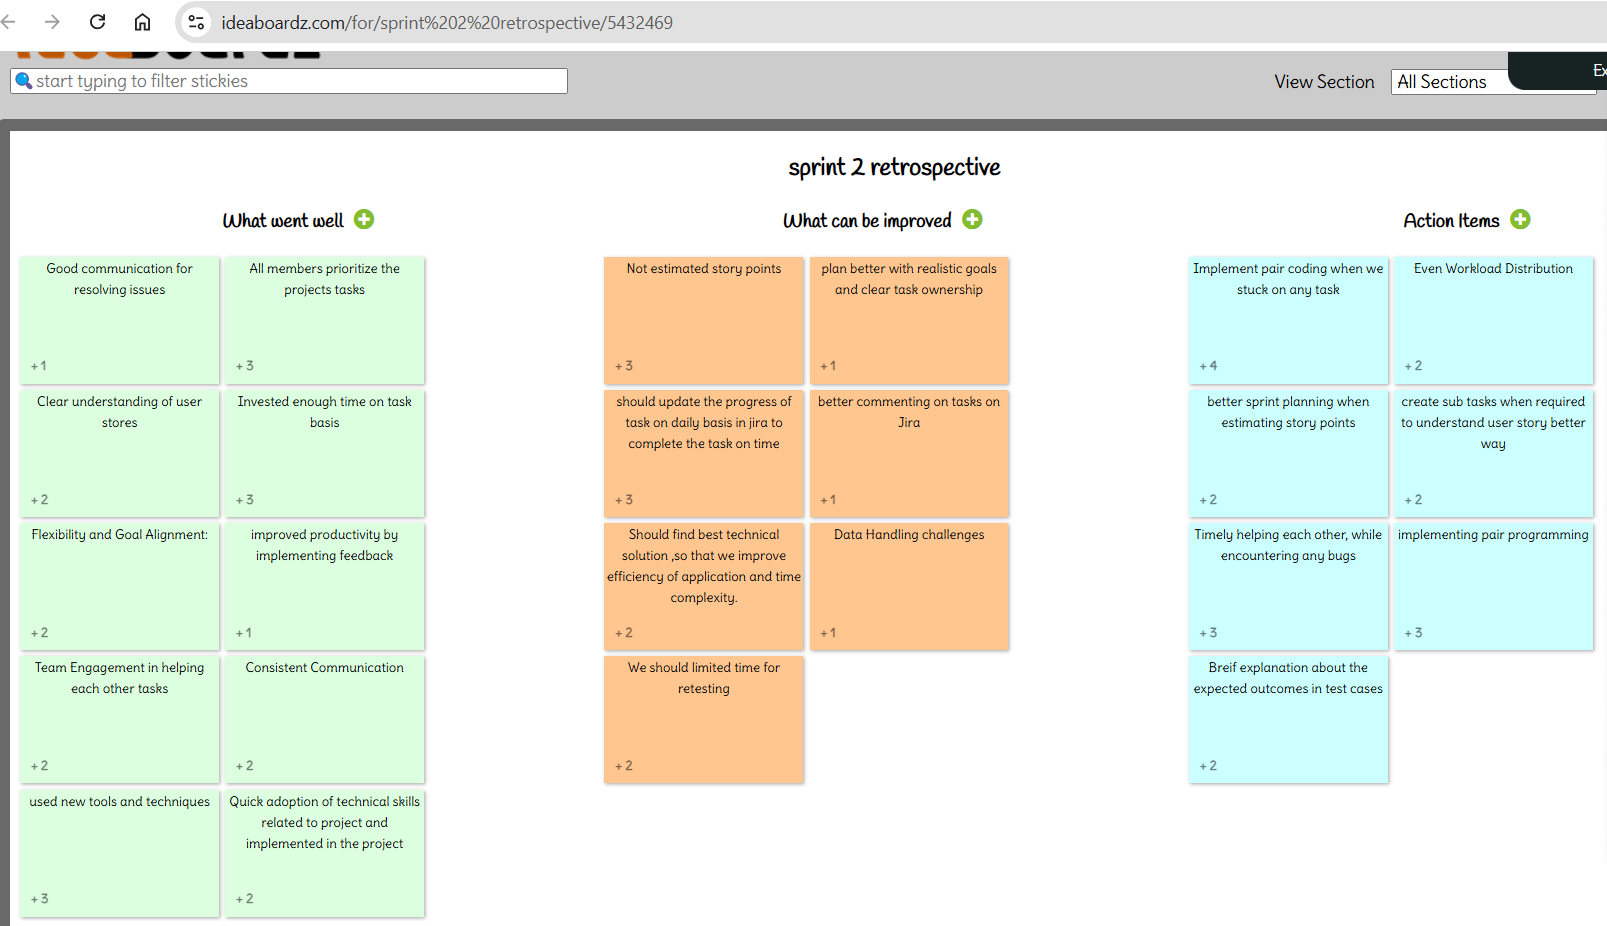 ideaboardz.com/for/sprint%202%20retrospective/5432469
start typing to filter stickies
View Section
All Sections
sprint 2 retrospective
What went well
Good communication for
resolving issues
+1
All members prioritize the
projects tasks
+3
Clear understanding of user
stores
+2
Invested enough time on task
basis
+3
Flexibility and Goal Alignment:
+2
improved productivity by
implementing feedback
+1
Team Engagement in helping
each other tasks
+2
Consistent Communication
+2
used new tools and techniques
+3
Quick adoption of technical skills
related to project and
implemented in the project
+2
What can be improved
Not estimated story points
+3
plan better with realistic goals
and clear task ownership
+1
should update the progress of
task on daily basis in jira to
complete the task on time
+3
better commenting on tasks on
Jira
+1
Should find best technical
solution ,so that we improve
efficiency of application and time
complexity.
+2
Data Handling challenges
+1
We should limited time for
retesting
+2
Action Items
Implement pair coding when we
stuck on any task
+4
Even Workload Distribution
+2
better sprint planning when
estimating story points
+2
create sub tasks when required
to understand user story better
way
+2
Timely helping each other, while
encountering any bugs
+3
implementing pair programming
+3
Breif explanation about the
expected outcomes in test cases
+2